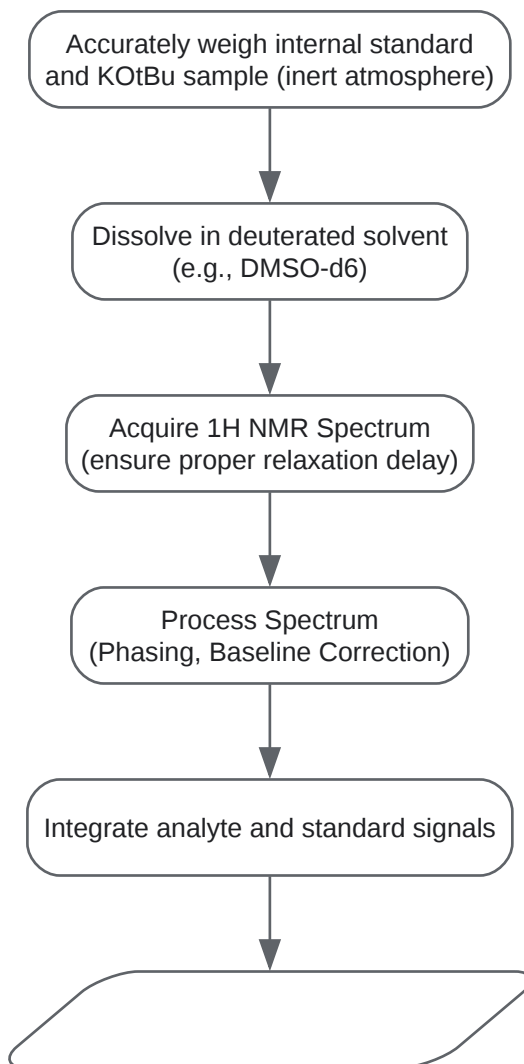 Accurately weigh internal standard
and KOtBu sample (inert atmosphere)
Dissolve in deuterated solvent
(e.g., DMSO-d6)
Acquire 1H NMR Spectrum
(ensure proper relaxation delay)
Process Spectrum
(Phasing, Baseline Correction)
Integrate analyte and standard signals